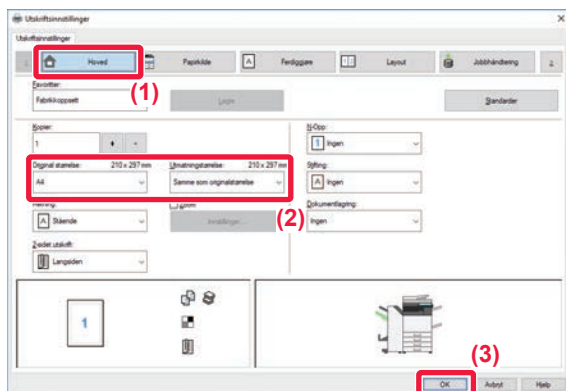 Utskriftsinnstillinger
Utskriftsinnstillinger
Hoved
Papirkilde
Ferdiggjøre
Layout
Jobbhåndtering
(1)
Favoritter:
Fabrikkoppsett
Lagre
Standarder
Kopier:
1
N-Opp:
1 Ingen
Original størrelse: 210 x 297 mm
Utmatningstørrelse: 210 x 297 mm
Stifting:
A4
Samme som originalstørrelse
Ingen
(2)
Retning:
Zoom
Dokumentlagring:
Stående
Innstillinger...
Ingen
2-sidet utskrift:
Langsiden
1
(3)
OK
Avbryt
Hjelp